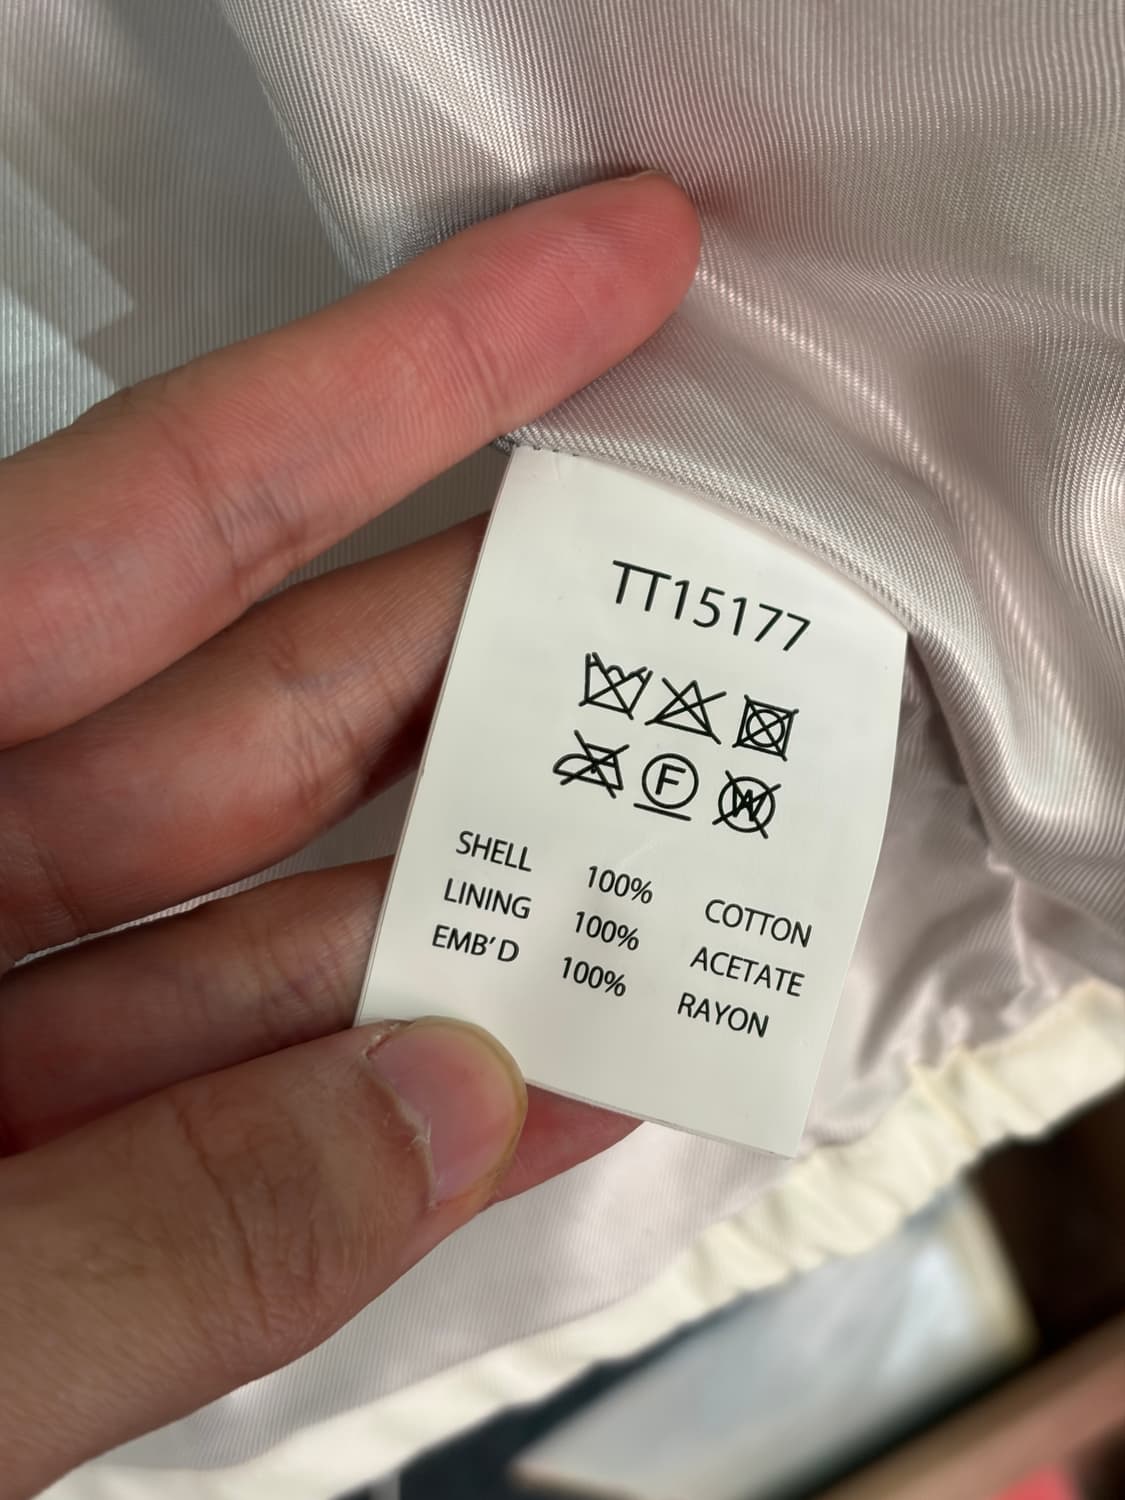 TT15177
F W
SHELL 100% COTTON
LINING 100% ACETATE
EMB'D 100% RAYON